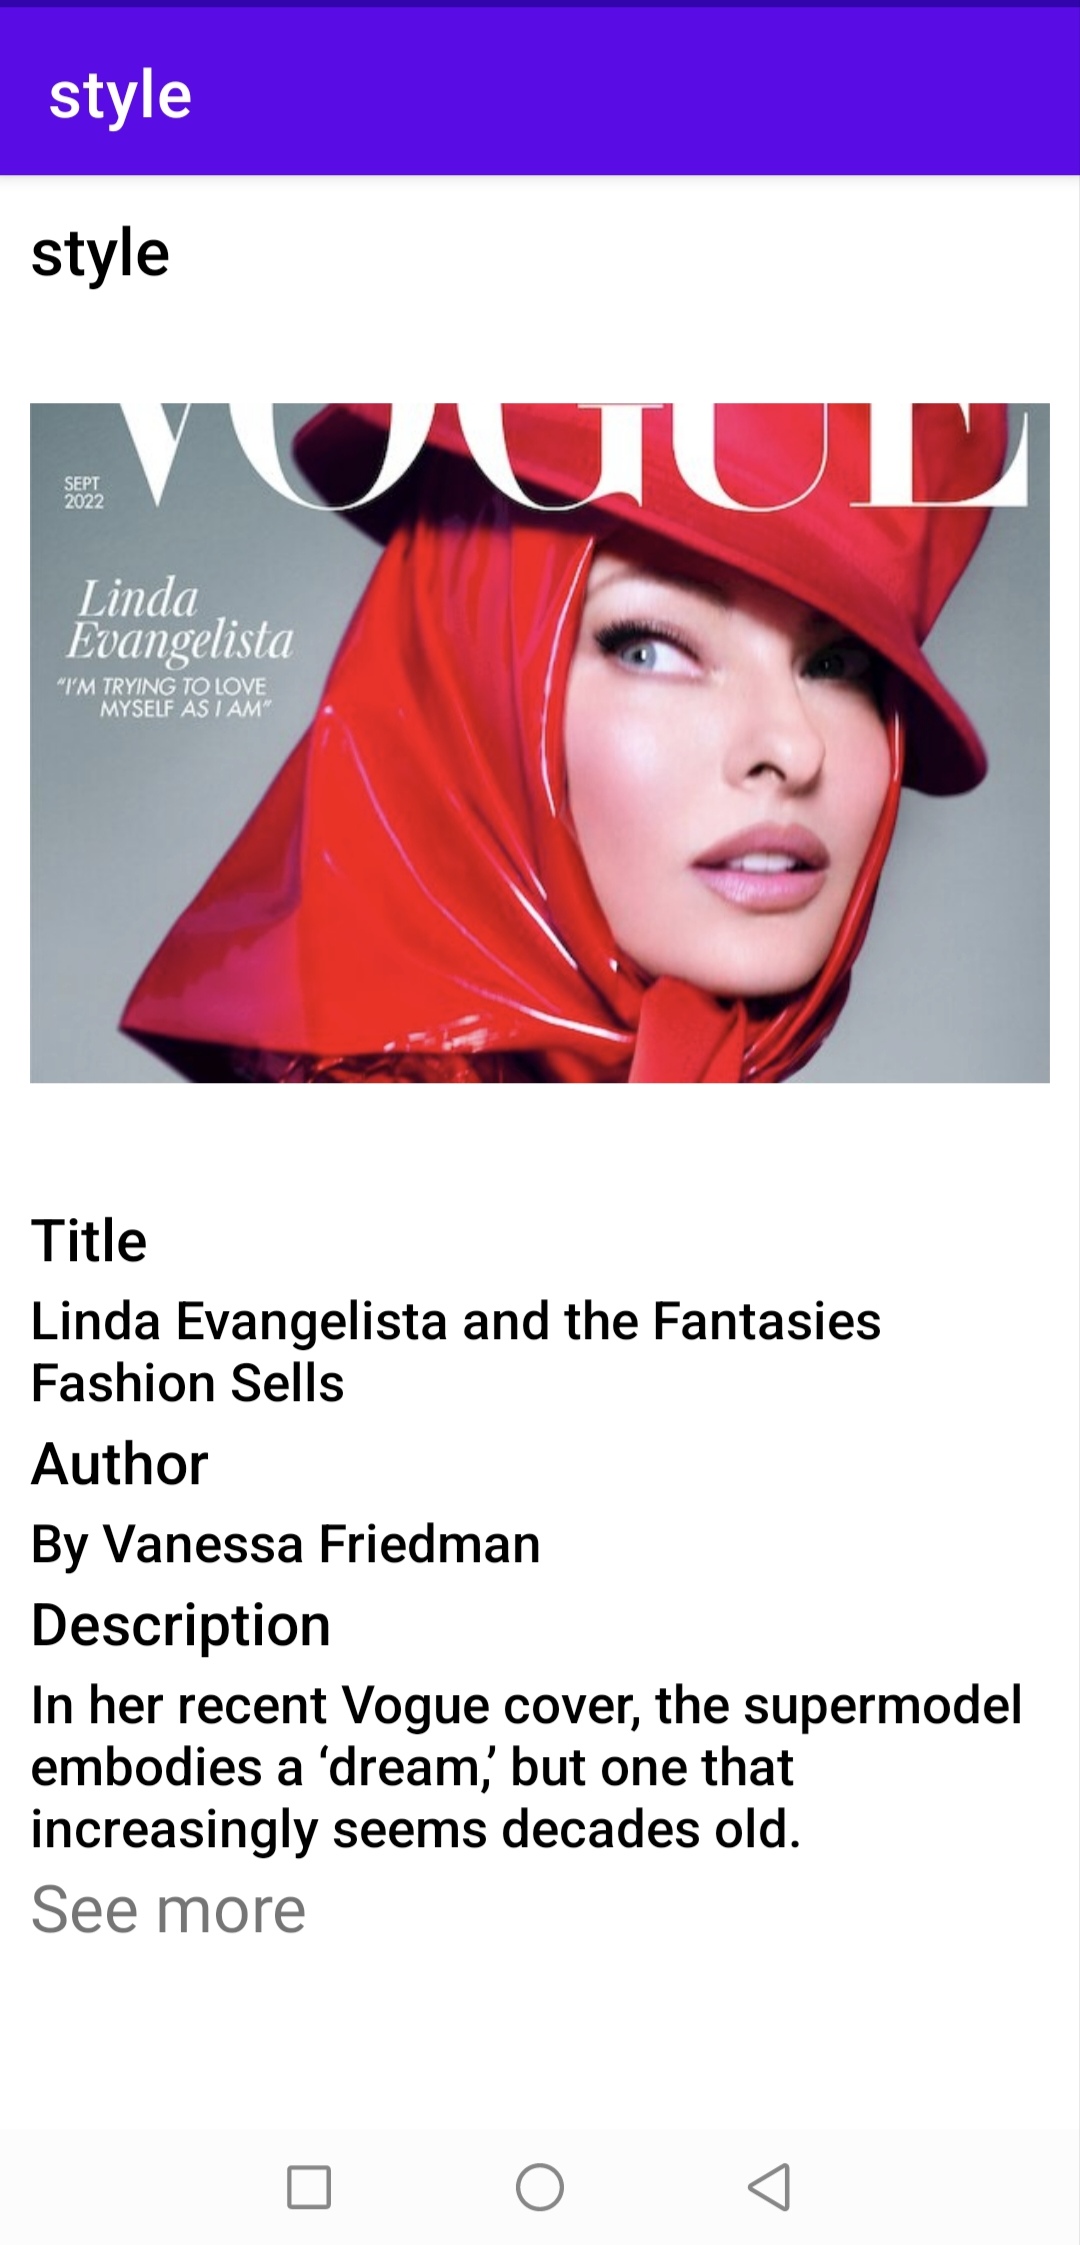 style
style
VOGUE
SEPT
2022
Linda
Evangelista
“I’M TRYING TO LOVE
MYSELF AS I AM”
Title
Linda Evangelista and the Fantasies
Fashion Sells
Author
By Vanessa Friedman
Description
In her recent Vogue cover, the supermodel
embodies a ‘dream,’ but one that
increasingly seems decades old.
See more